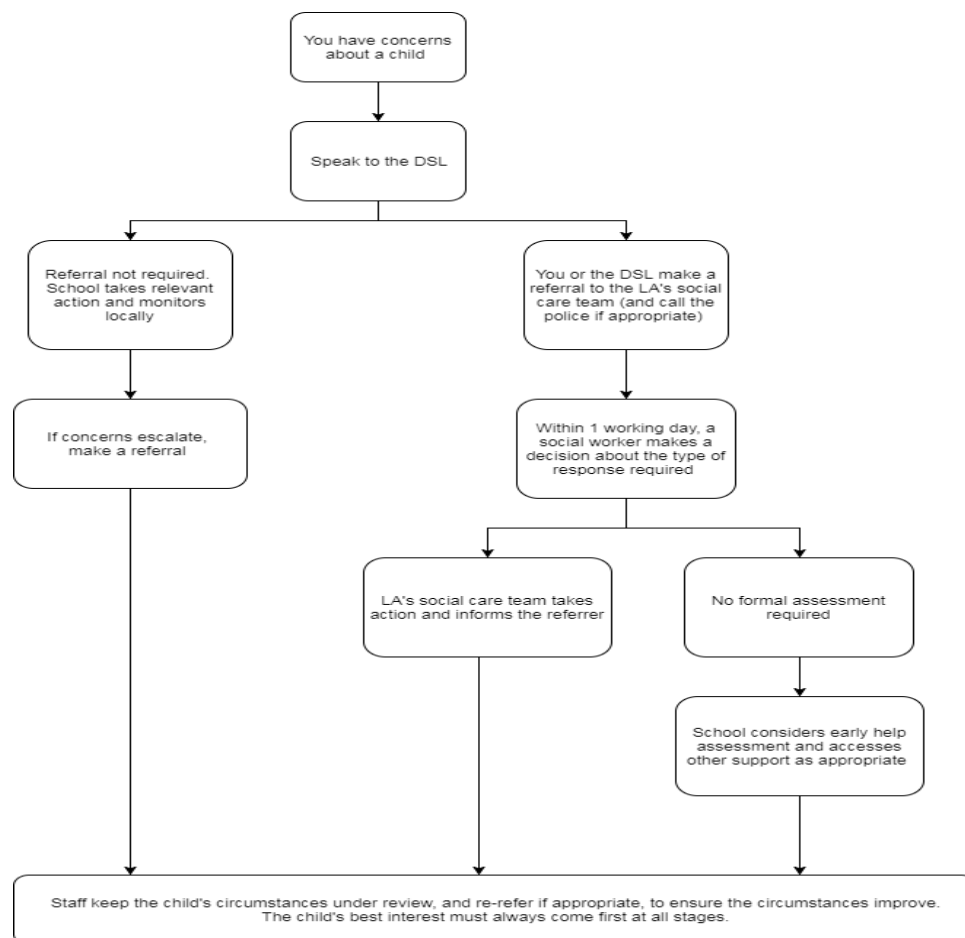 You have concerns
about a child
Speak to the DSL
Referral not required.
School takes relevant
action and monitors
locally
You or the DSL make a
referral to the LA's social
care team (and call the
police if appropriate)
If concerns escalate,
make a referral
Within 1 working day, a
social worker makes a
decision about the type of
response required
LA's social care team takes
action and informs the referrer
No formal assessment
required
School considers early help
assessment and accesses
other support as appropriate
Staff keep the child's circumstances under review, and re-refer if appropriate, to ensure the circumstances improve.
The child's best interest must always come first at all stages.